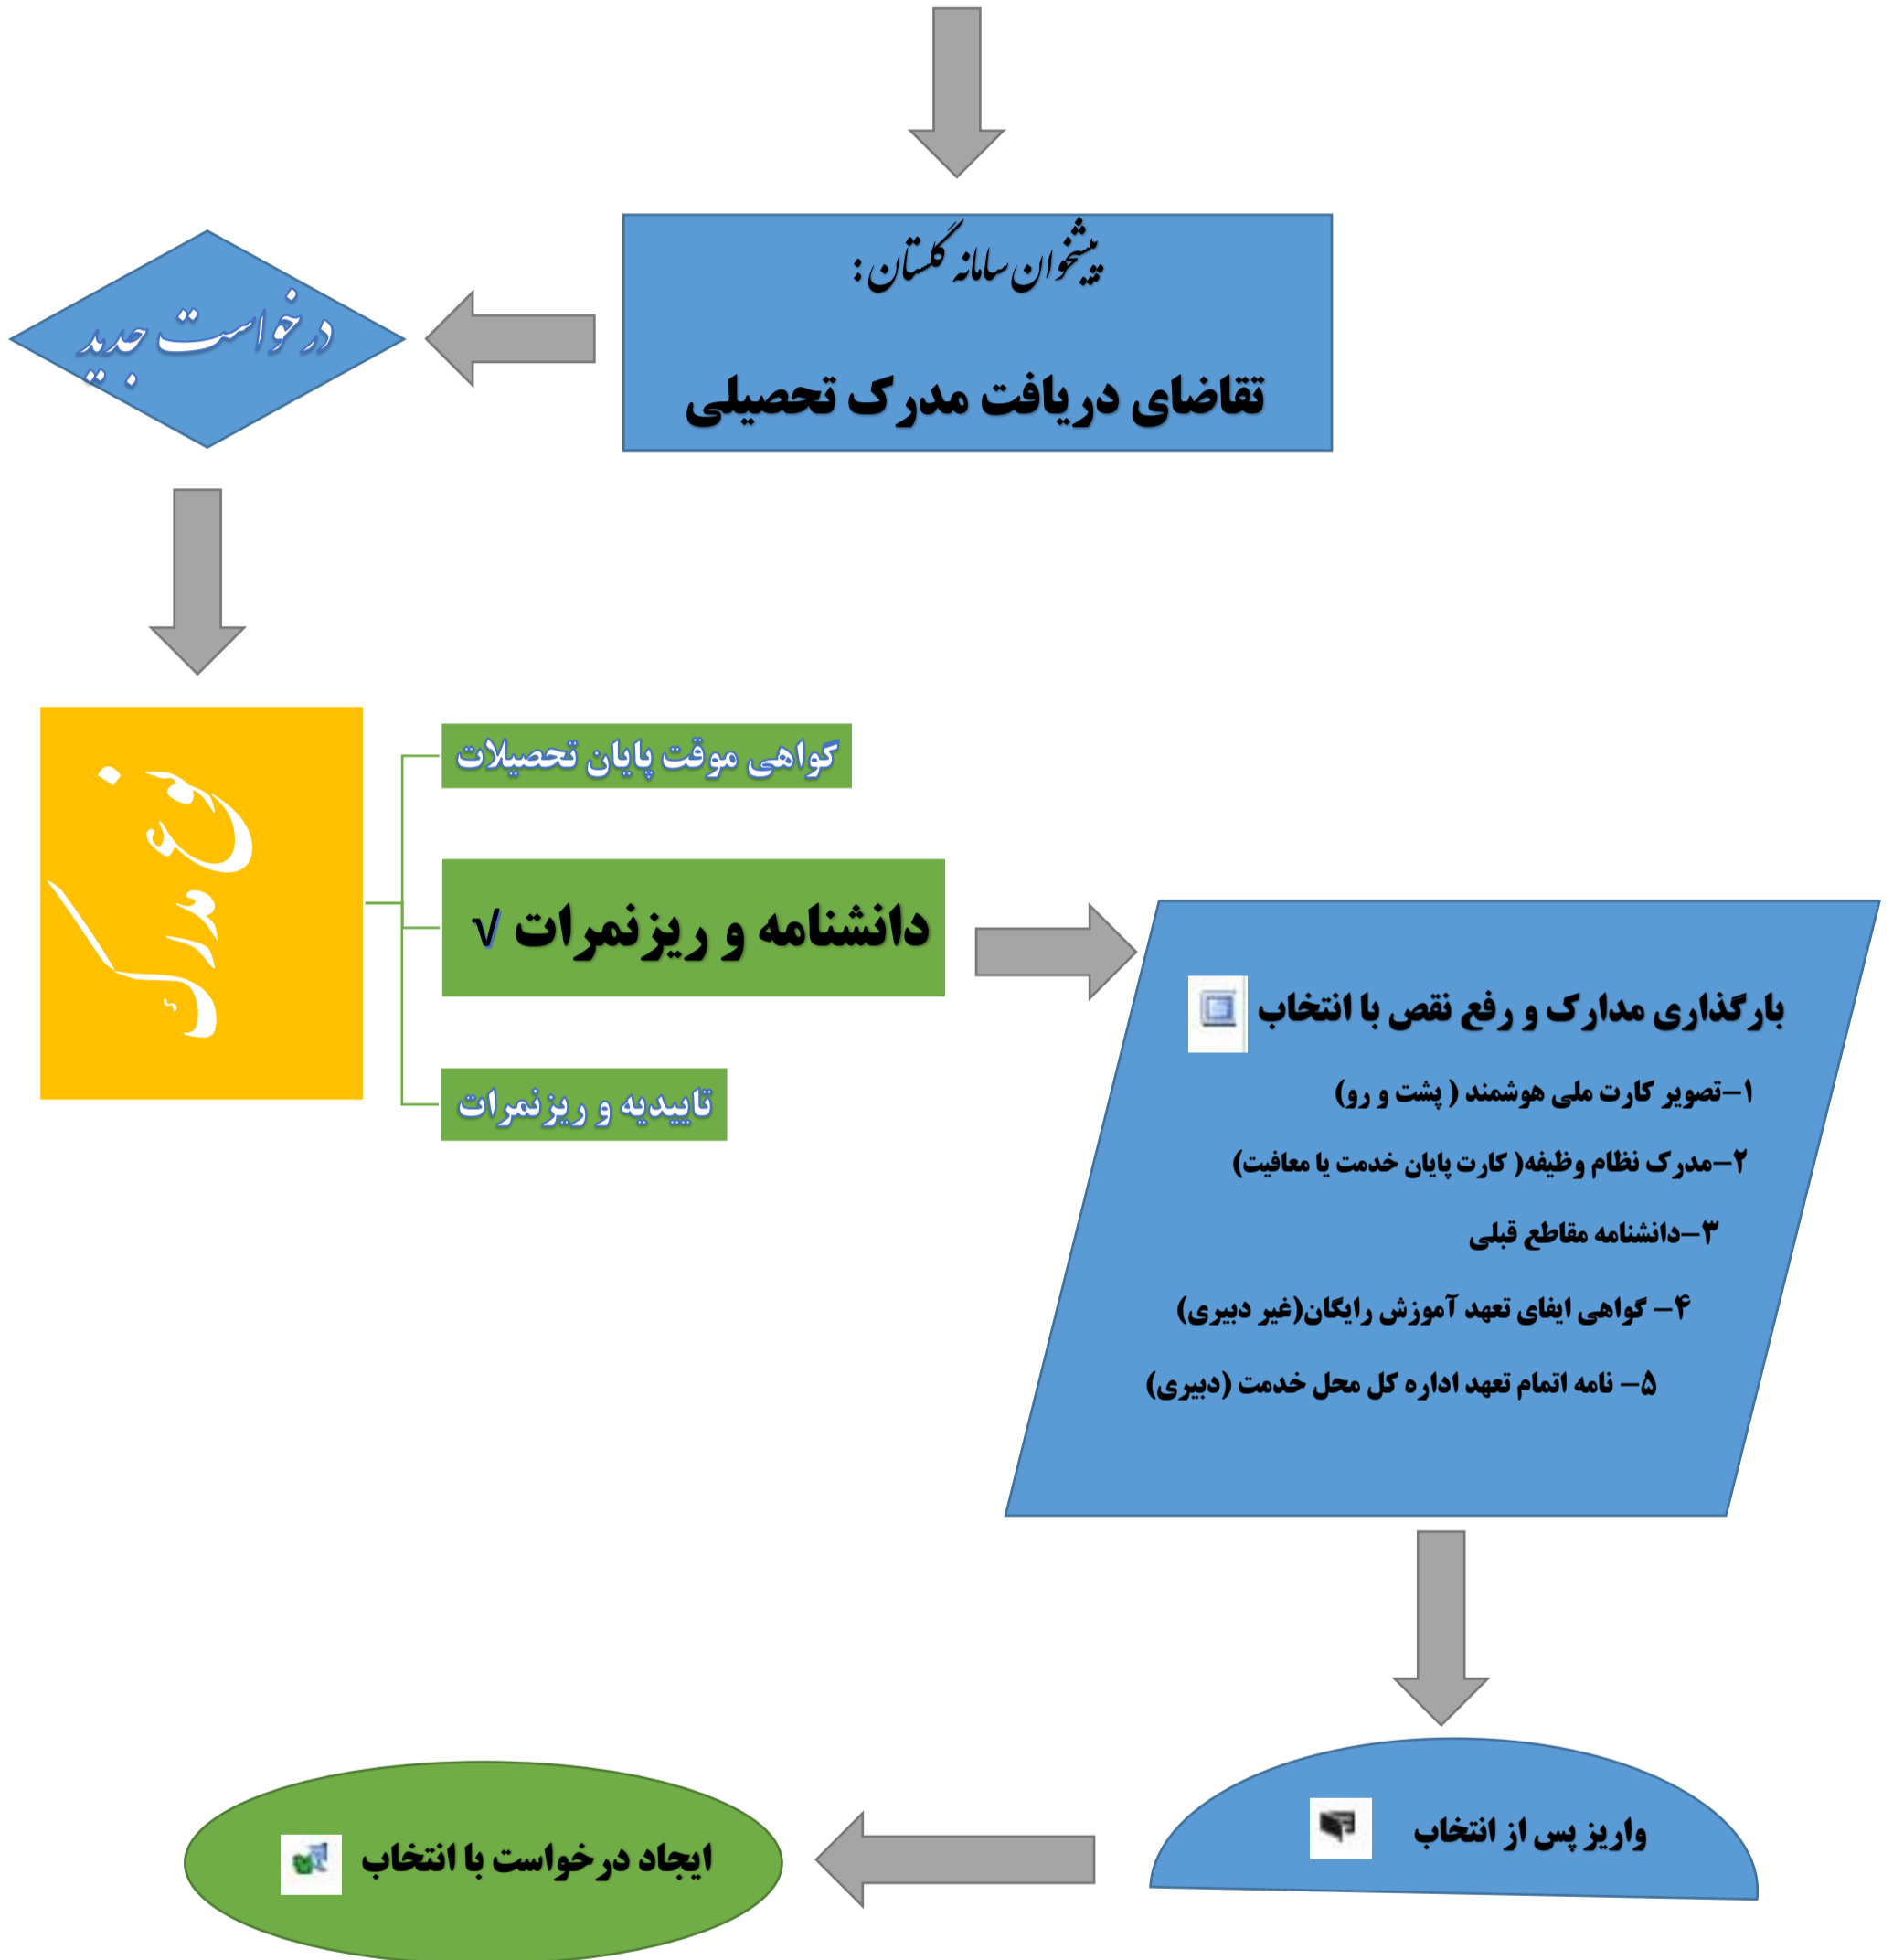 پیشخوان سامانه گلستان :
تقاضای دریافت مدرک تحصیلی
درخواست جدید
نوع مدرک
گواهی موقت پایان تحصیلات
دانشنامه و ریزنمرات √
تاییدیه و ریزنمرات
بارگذاری مدارک و رفع نقص با انتخاب
۱–تصویر کارت ملی هوشمند ( پشت و رو)
۲–مدرک نظام وظیفه( کارت پایان خدمت یا معافیت)
۳–دانشنامه مقاطع قبلی
۴– گواهی ایفای تعهد آموزش رایگان(غیر دبیری)
۵– نامه اتمام تعهد اداره کل محل خدمت (دبیری)
واریز پس از انتخاب
ایجاد درخواست با انتخاب